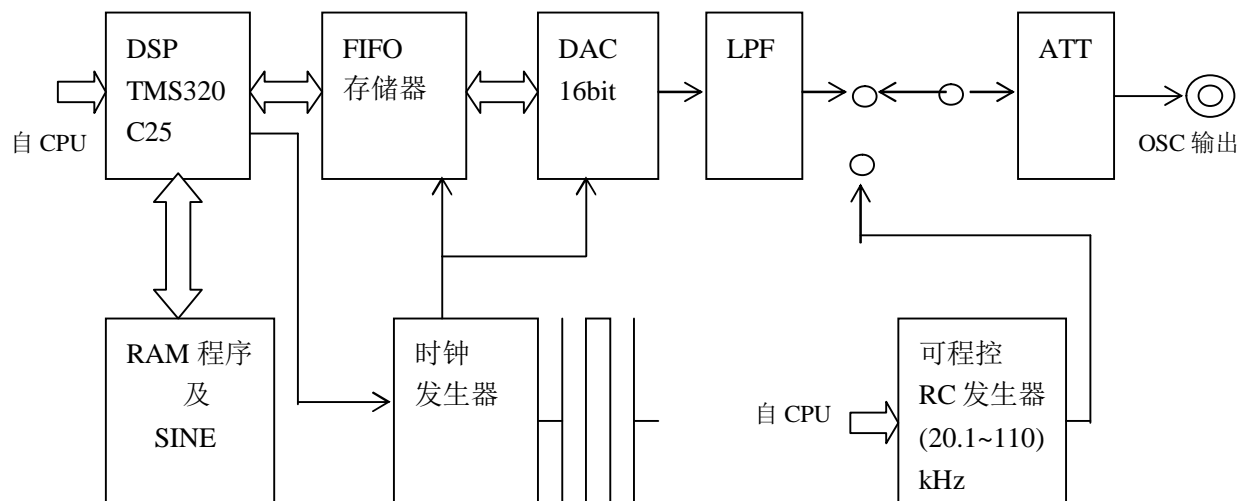 DSP
TMS320
C25
FIFO
存储器
DAC
16bit
LPF
ATT
自 CPU
OSC 输出
RAM 程序
及
SINE
时钟
发生器
自 CPU
可程控
RC 发生器
(20.1~110)
kHz